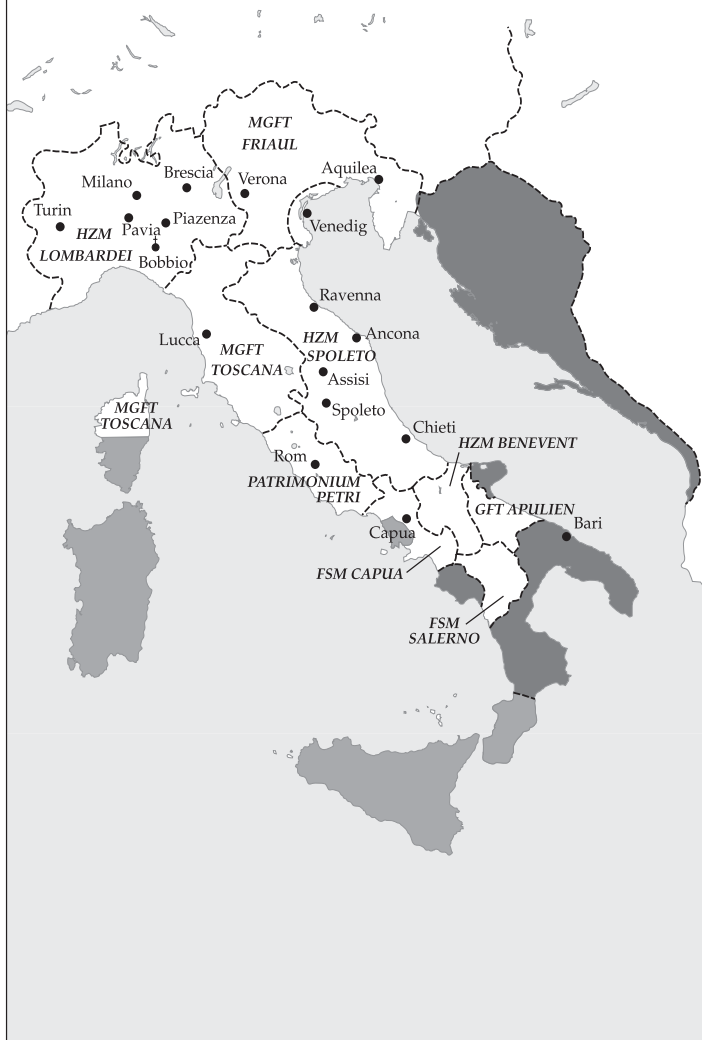 MGFT
FRIAUL
Aquilea
Brescia
Milano
Verona
Turin
Piazenza
Pavia
HZM
LOMBARDEI
Bobbio
Venedig
Ravenna
Lucca
Ancona
HZM
SPOLETO
MGFT
TOSCANA
Assisi
Spoleto
MGFT
TOSCANA
Chieti
HZM BENEVENT
Rom
PATRIMONIUM
PETRI
GFT APULIEN
Bari
Capua
FSM CAPUA
FSM
SALERNO